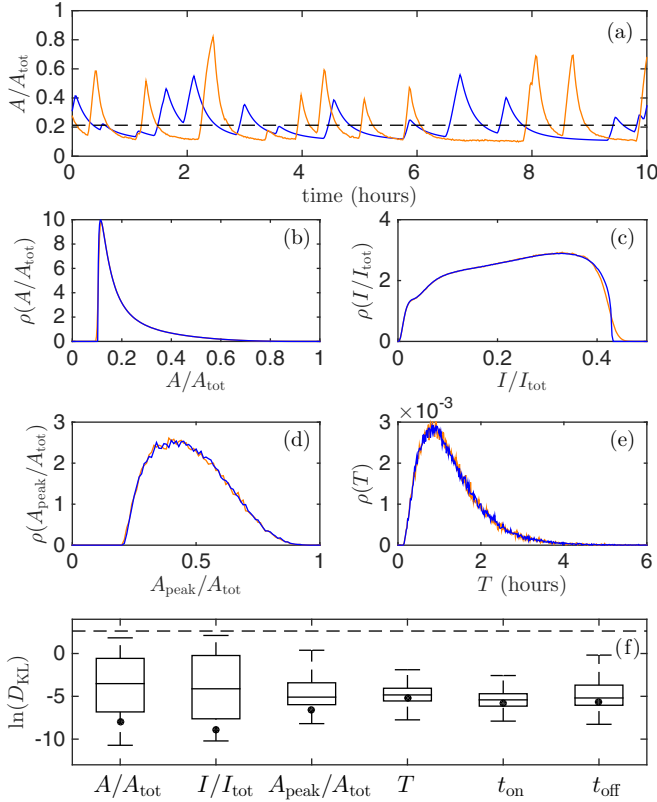 (a)
A/A_tot
1
0.8
0.6
0.4
0.2
0
0 2 4 6 8 10
time (hours)
(b)
ρ(A/A_tot)
10
8
6
4
2
0
0 0.2 0.4 0.6 0.8 1
A/A_tot
(c)
ρ(I/I_tot)
4
2
0
0 0.2 0.4
I/I_tot
(d)
ρ(A_peak/A_tot)
3
2
1
0
0 0.5 1
A_peak/A_tot
(e)
× 10⁻³
ρ(T)
3
2
1
0
0 2 4 6
T (hours)
(f)
ln(D_KL)
0
-5
-10
A/A_tot I/I_tot A_peak/A_tot T t_on t_off